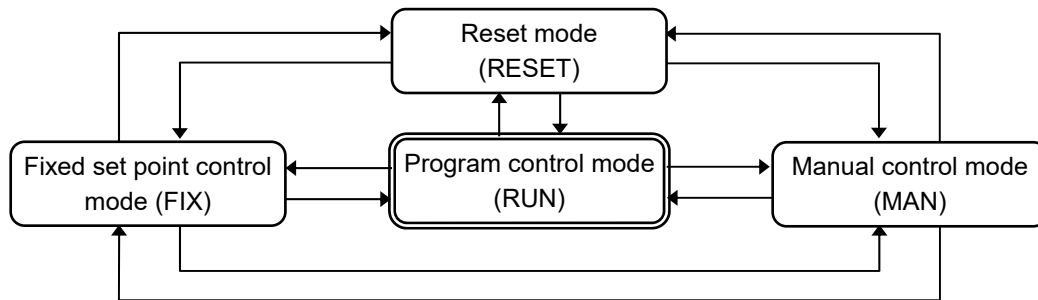 Reset mode
(RESET)
Fixed set point control
mode (FIX)
Program control mode
(RUN)
Manual control mode
(MAN)